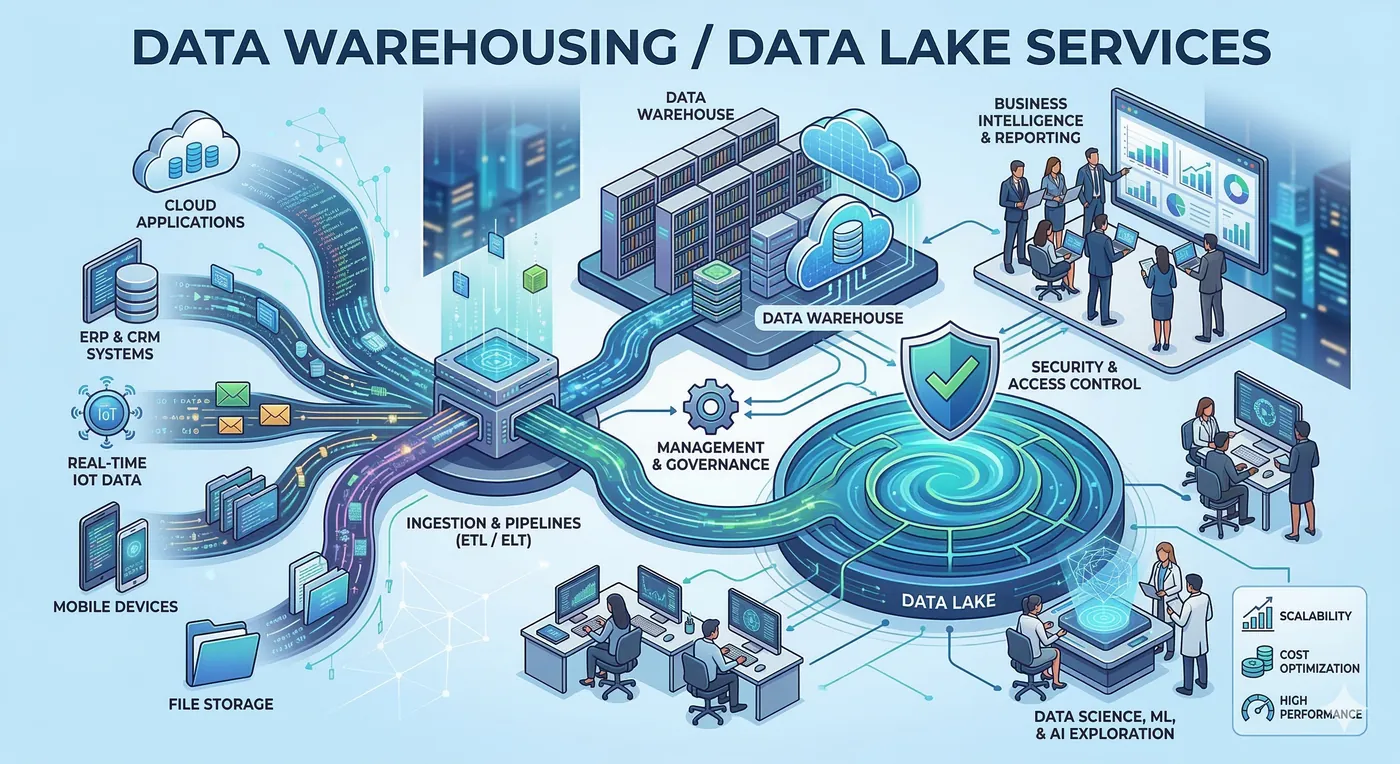 DATA WAREHOUSING / DATA LAKE SERVICES
CLOUD
APPLICATIONS
ERP & CRM
SYSTEMS
IoT
REAL-TIME
IOT DATA
MOBILE DEVICES
FILE STORAGE
INGESTION & PIPELINES
(ETL / ELT)
DATA
WAREHOUSE
DATA WAREHOUSE
MANAGEMENT
& GOVERNANCE
BUSINESS
INTELLIGENCE
& REPORTING
SECURITY &
ACCESS CONTROL
DATA LAKE
DATA SCIENCE, ML,
& AI EXPLORATION
SCALABILITY
COST
OPTIMIZATION
HIGH
PERFORMANCE